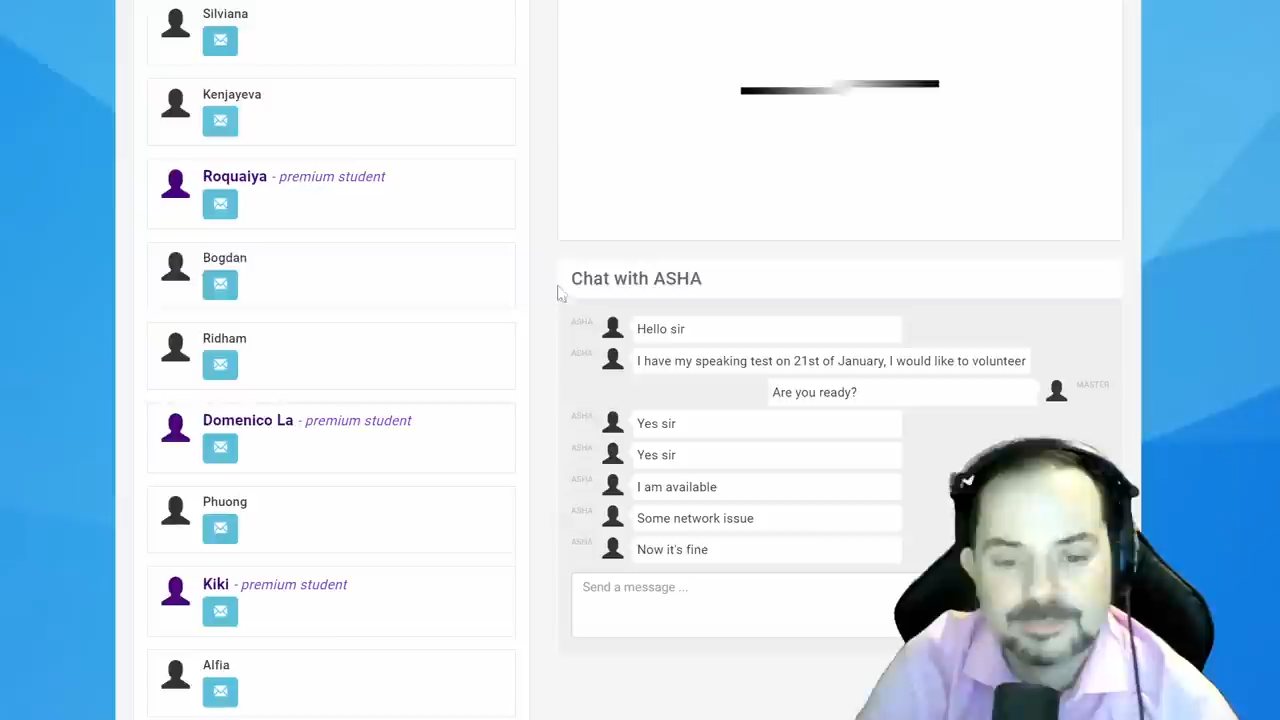 Silviana
Kenjayeva
Roquaiya - premium student
Bogdan
Ridham
Domenico La - premium student
Phuong
Kiki - premium student
Alfia
Chat with ASHA
ASHA Hello sir
ASHA I have my speaking test on 21st of January, I would like to volunteer
Are you ready? MASTER
ASHA Yes sir
ASHA Yes sir
ASHA I am available
ASHA Some network issue
ASHA Now it's fine
Send a message ...